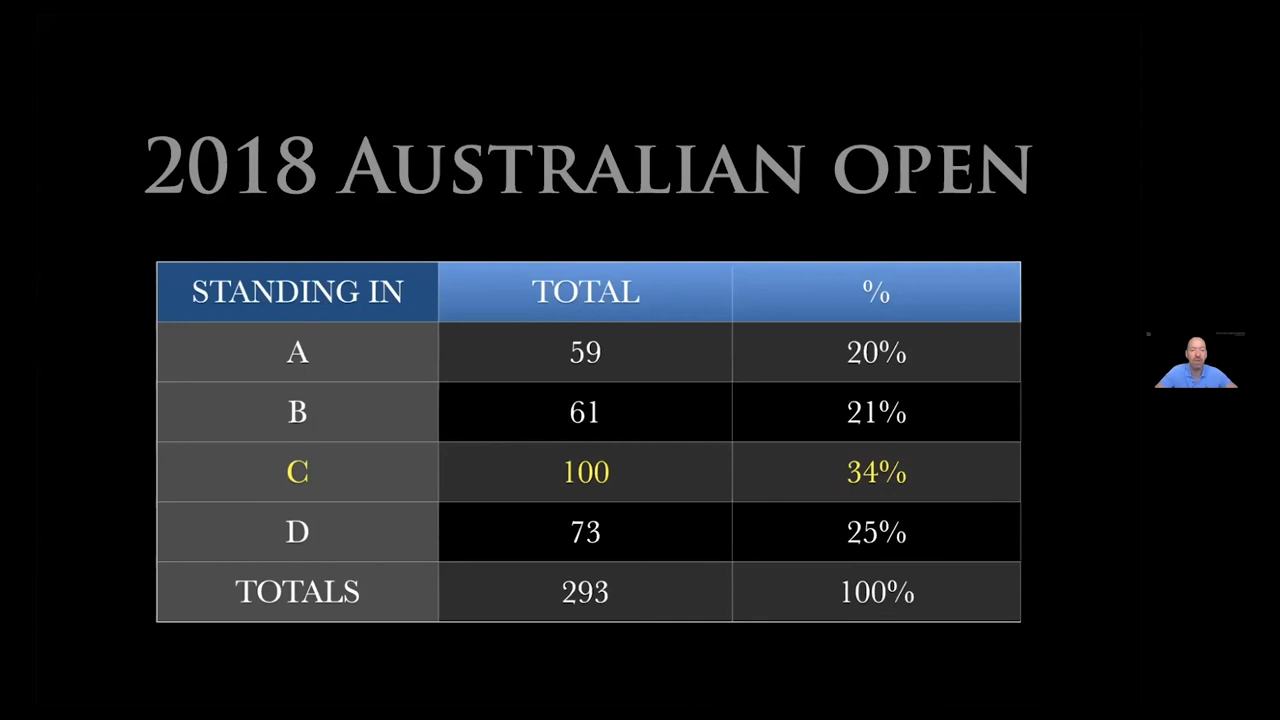 2018 AUSTRALIAN OPEN
STANDING IN TOTAL %
A 59 20%
B 61 21%
C 100 34%
D 73 25%
TOTALS 293 100%